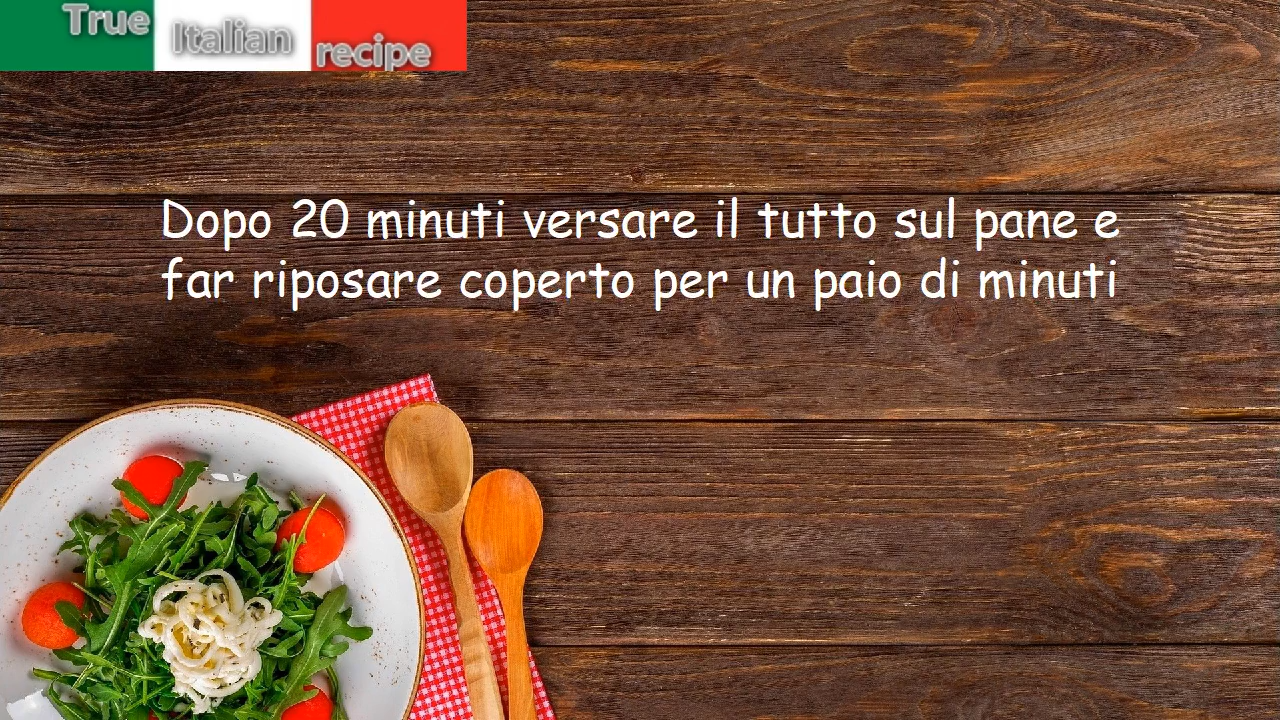 True
Italian
recipe
Dopo 20 minuti versare il tutto sul pane e
far riposare coperto per un paio di minuti